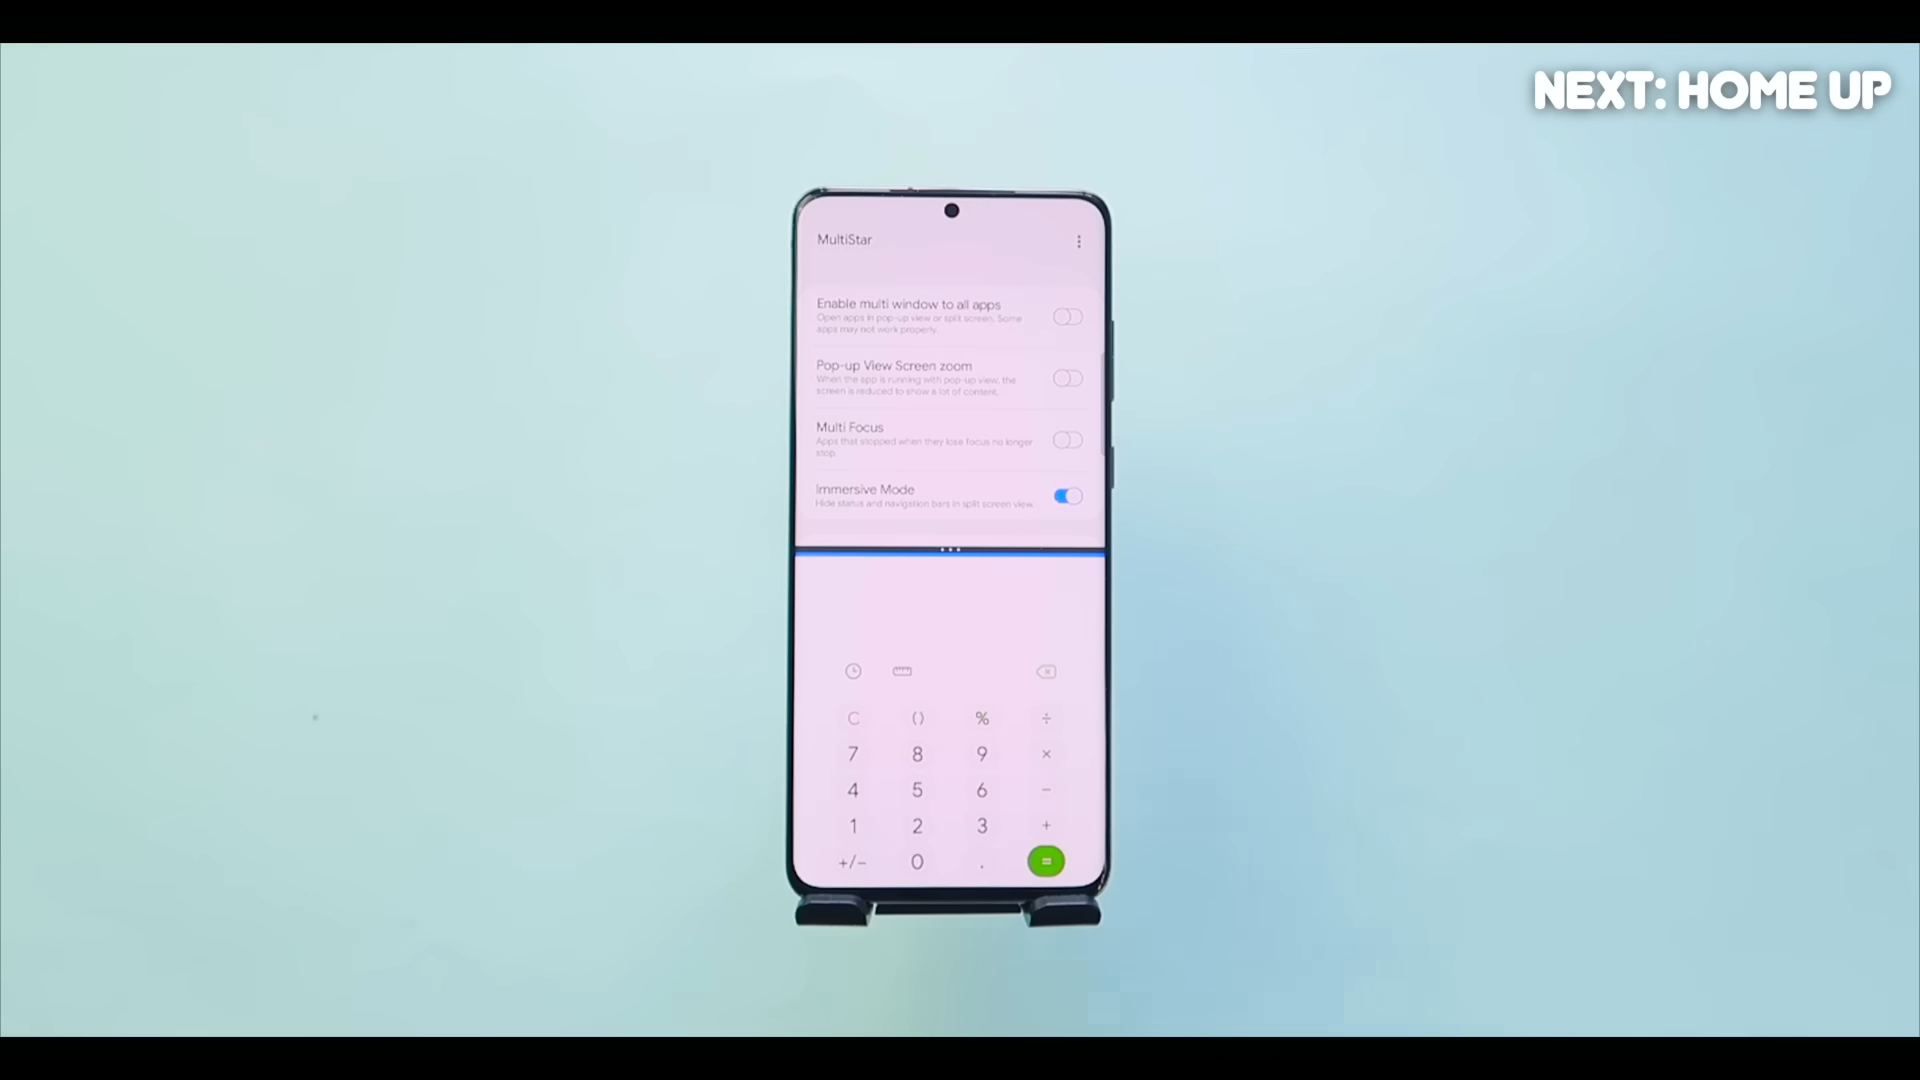 NEXT: HOME UP
MultiStar
Enable multi window to all apps
Open apps in pop-up view or split screen. Some
apps may not work properly.
Pop-up View Screen zoom
When the app is running with pop-up view, the
screen is reduced to show a lot of content.
Multi Focus
Apps that stopped when they lose focus no longer
stop.
Immersive Mode
Hide status and navigation bars in split screen view.
C () % ÷
7 8 9 ×
4 5 6 −
1 2 3 +
+/− 0 . =